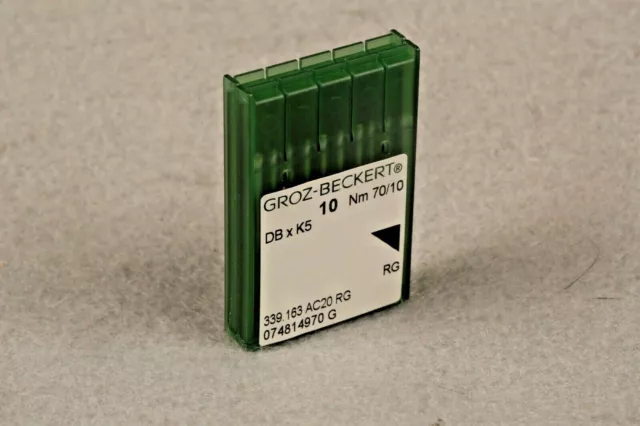 GROZ-BECKERT®
10 Nm 70/10
DB x K5
RG
339.163 AC20 RG
074814970 G